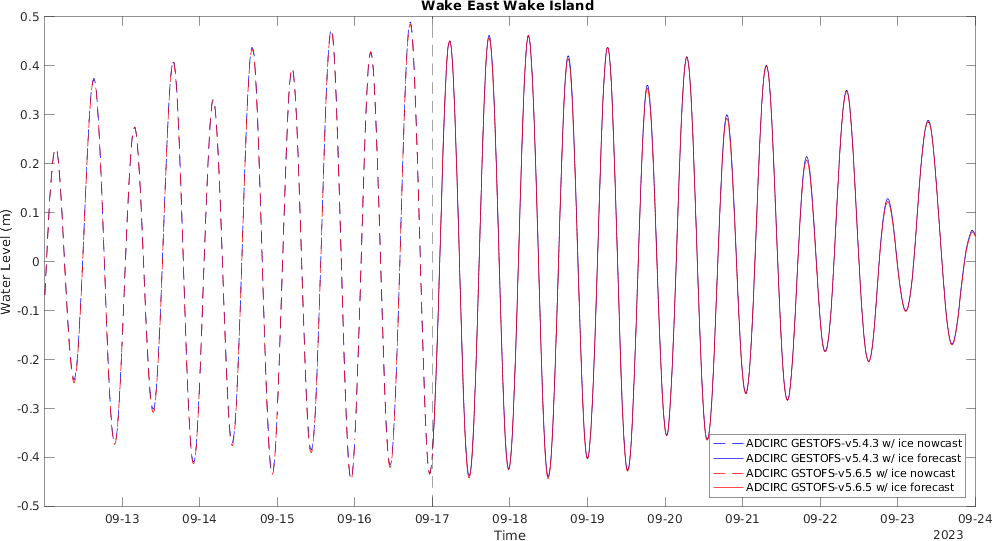 Wake East Wake Island
0.5
0.4
0.3
0.2
0.1
0
-0.1
-0.2
-0.3
-0.4
-0.5
Water Level (m)
09-13 09-14 09-15 09-16 09-17 09-18 09-19 09-20 09-21 09-22 09-23 09-24
Time
2023
ADCIRC GESTOFS-v5.4.3 w/ ice nowcast
ADCIRC GESTOFS-v5.4.3 w/ ice forecast
ADCIRC GSTOFS-v5.6.5 w/ ice nowcast
ADCIRC GSTOFS-v5.6.5 w/ ice forecast